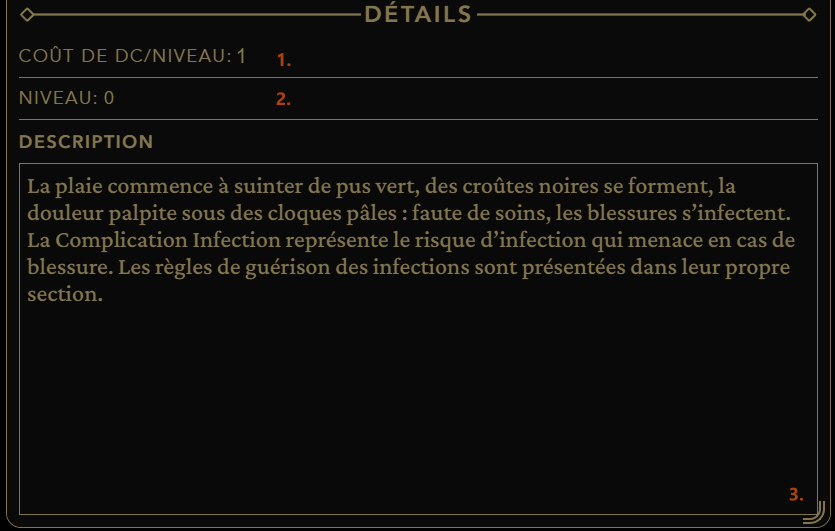 DÉTAILS
COÛT DE DC/NIVEAU: 1 1.
NIVEAU: 0 2.
DESCRIPTION
La plaie commence à suinter de pus vert, des croûtes noires se forment, la
douleur palpite sous des cloques pâles : faute de soins, les blessures s’infectent.
La Complication Infection représente le risque d’infection qui menace en cas de
blessure. Les règles de guérison des infections sont présentées dans leur propre
section.
3.